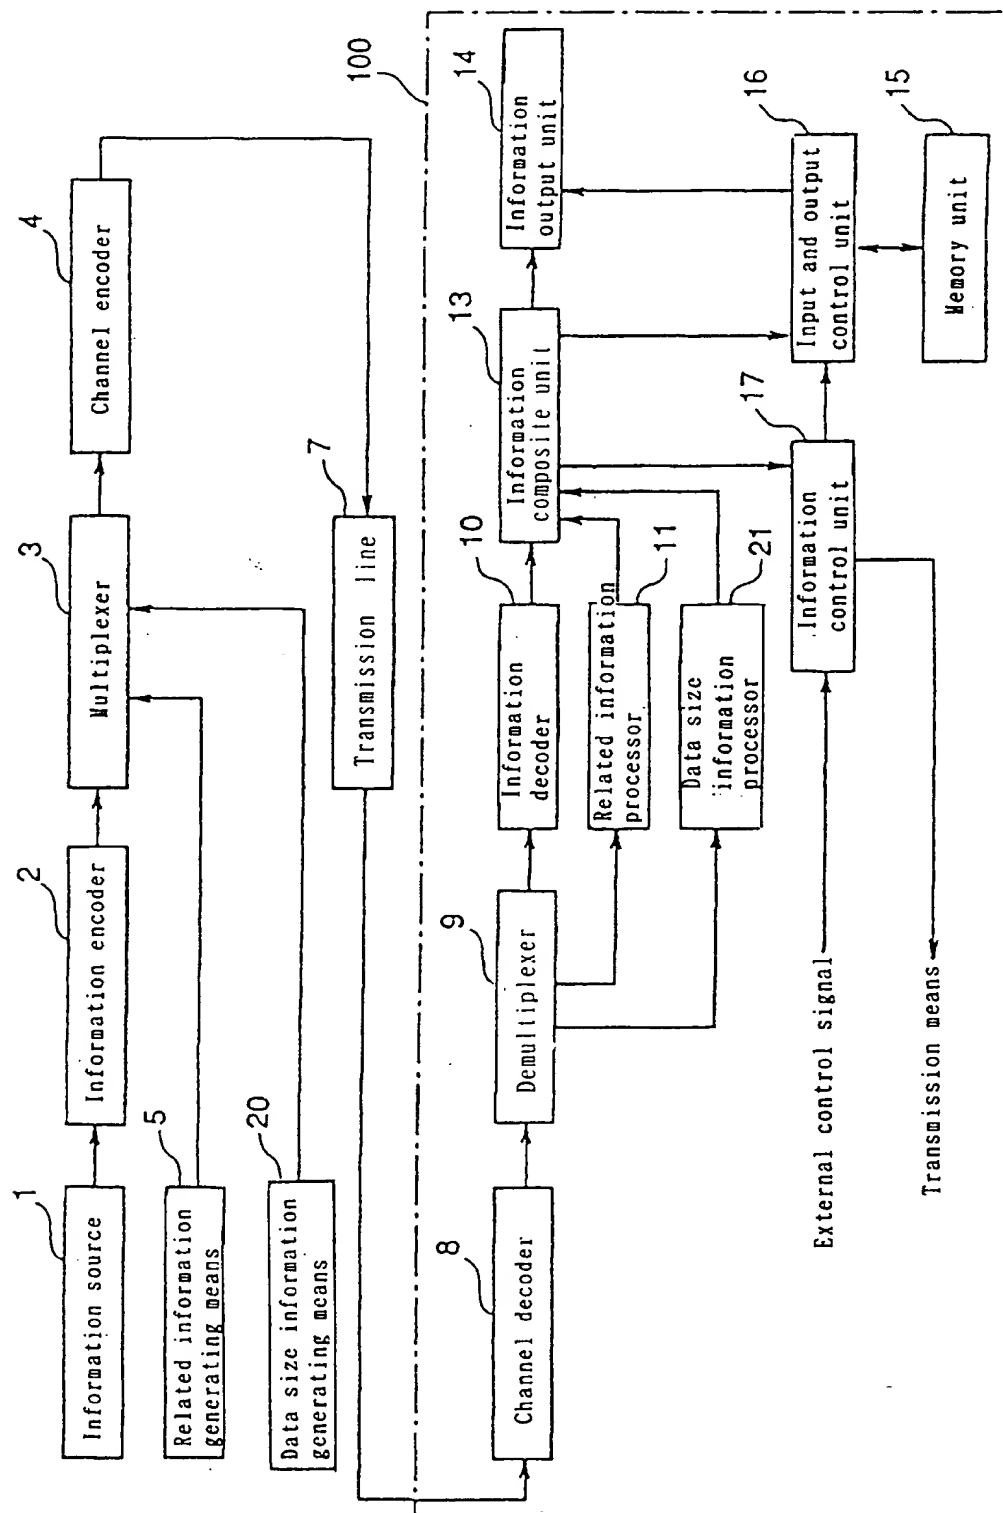 1
Information source
2
Information encoder
3
Multiplexer
4
Channel encoder
5
Related information
generating means
20
Data size information
generating means
7
Transmission line
100
8
Channel decoder
9
Demultiplexer
10
Information
decoder
11
Related information
processor
21
Data size
information
processor
13
Information
composite unit
14
Information
output unit
17
Information
control unit
16
Input and output
control unit
15
Memory unit
External control signal
Transmission means